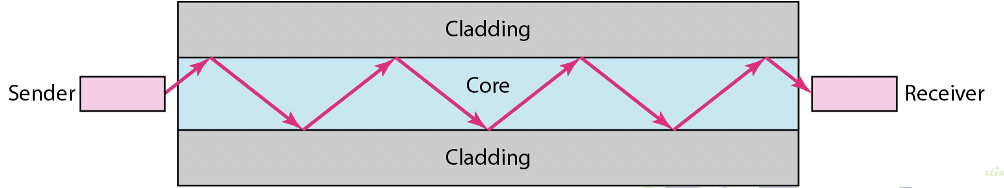 Cladding
Sender
Core
Receiver
Cladding